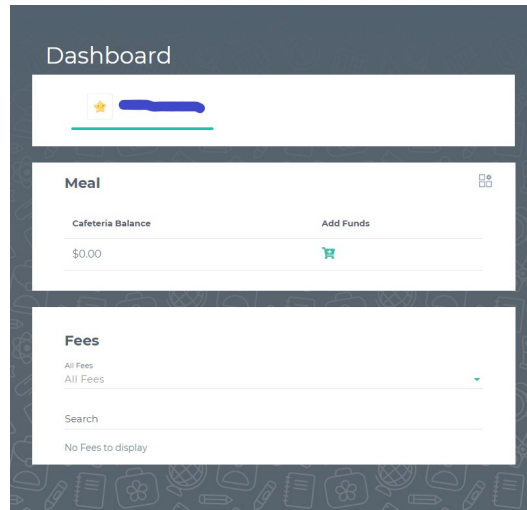 Dashboard
Meal
Cafeteria Balance
Add Funds
$0.00
Fees
All Fees
All Fees
Search
No Fees to display